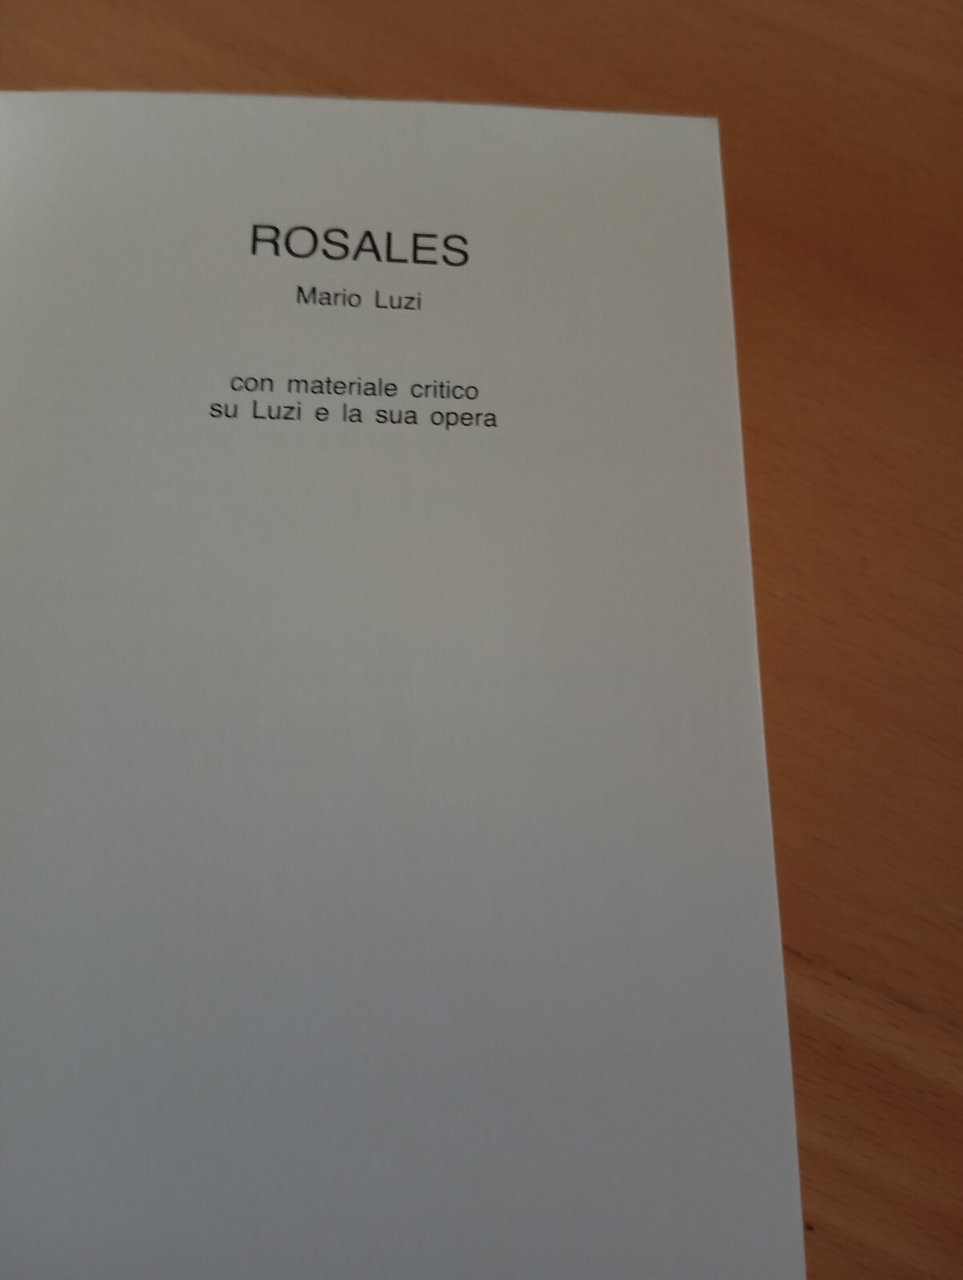 ROSALES
Mario Luzi
con materiale critico
su Luzi e la sua opera